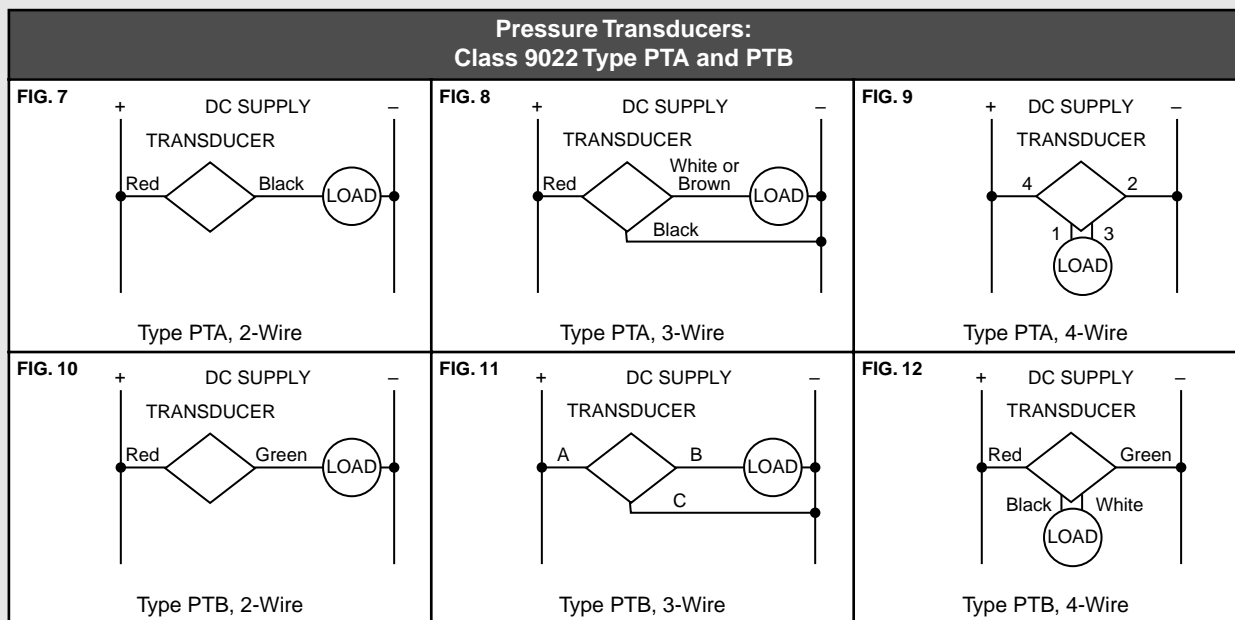 Pressure Transducers:
Class 9022 Type PTA and PTB
FIG. 7
+ DC SUPPLY –
TRANSDUCER
Red Black LOAD
Type PTA, 2-Wire
FIG. 8
+ DC SUPPLY –
TRANSDUCER
White or
Red Brown LOAD
Black
Type PTA, 3-Wire
FIG. 9
+ DC SUPPLY –
TRANSDUCER
4 2
1 3
LOAD
Type PTA, 4-Wire
FIG. 10
+ DC SUPPLY –
TRANSDUCER
Red Green LOAD
Type PTB, 2-Wire
FIG. 11
+ DC SUPPLY –
TRANSDUCER
A B LOAD
C
Type PTB, 3-Wire
FIG. 12
+ DC SUPPLY –
TRANSDUCER
Red Green
Black White
LOAD
Type PTB, 4-Wire